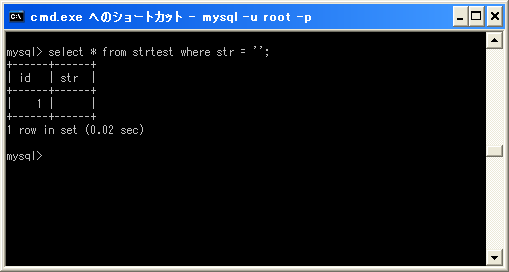 cmd.exe へのショートカット - mysql -u root -p
mysql> select * from strtest where str = '';
+------+------+
| id   | str  |
+------+------+
|    1 |      |
+------+------+
1 row in set (0.02 sec)
mysql>